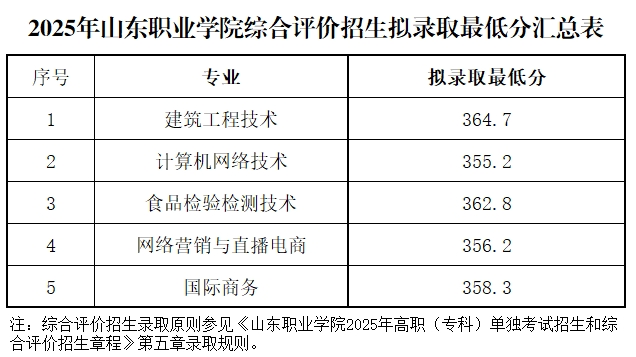 2025年山东职业学院综合评价招生拟录取最低分汇总表
序号 专业 拟录取最低分
1 建筑工程技术 364.7
2 计算机网络技术 355.2
3 食品检验检测技术 362.8
4 网络营销与直播电商 356.2
5 国际商务 358.3
注：综合评价招生录取原则参见《山东职业学院2025年高职（专科）单独考试招生和综
合评价招生章程》第五章录取规则。